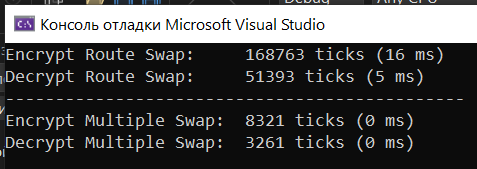 Консоль отладки Microsoft Visual Studio
Encrypt Route Swap: 168763 ticks (16 ms)
Decrypt Route Swap: 51393 ticks (5 ms)
-----------------------------------------------
Encrypt Multiple Swap: 8321 ticks (0 ms)
Decrypt Multiple Swap: 3261 ticks (0 ms)